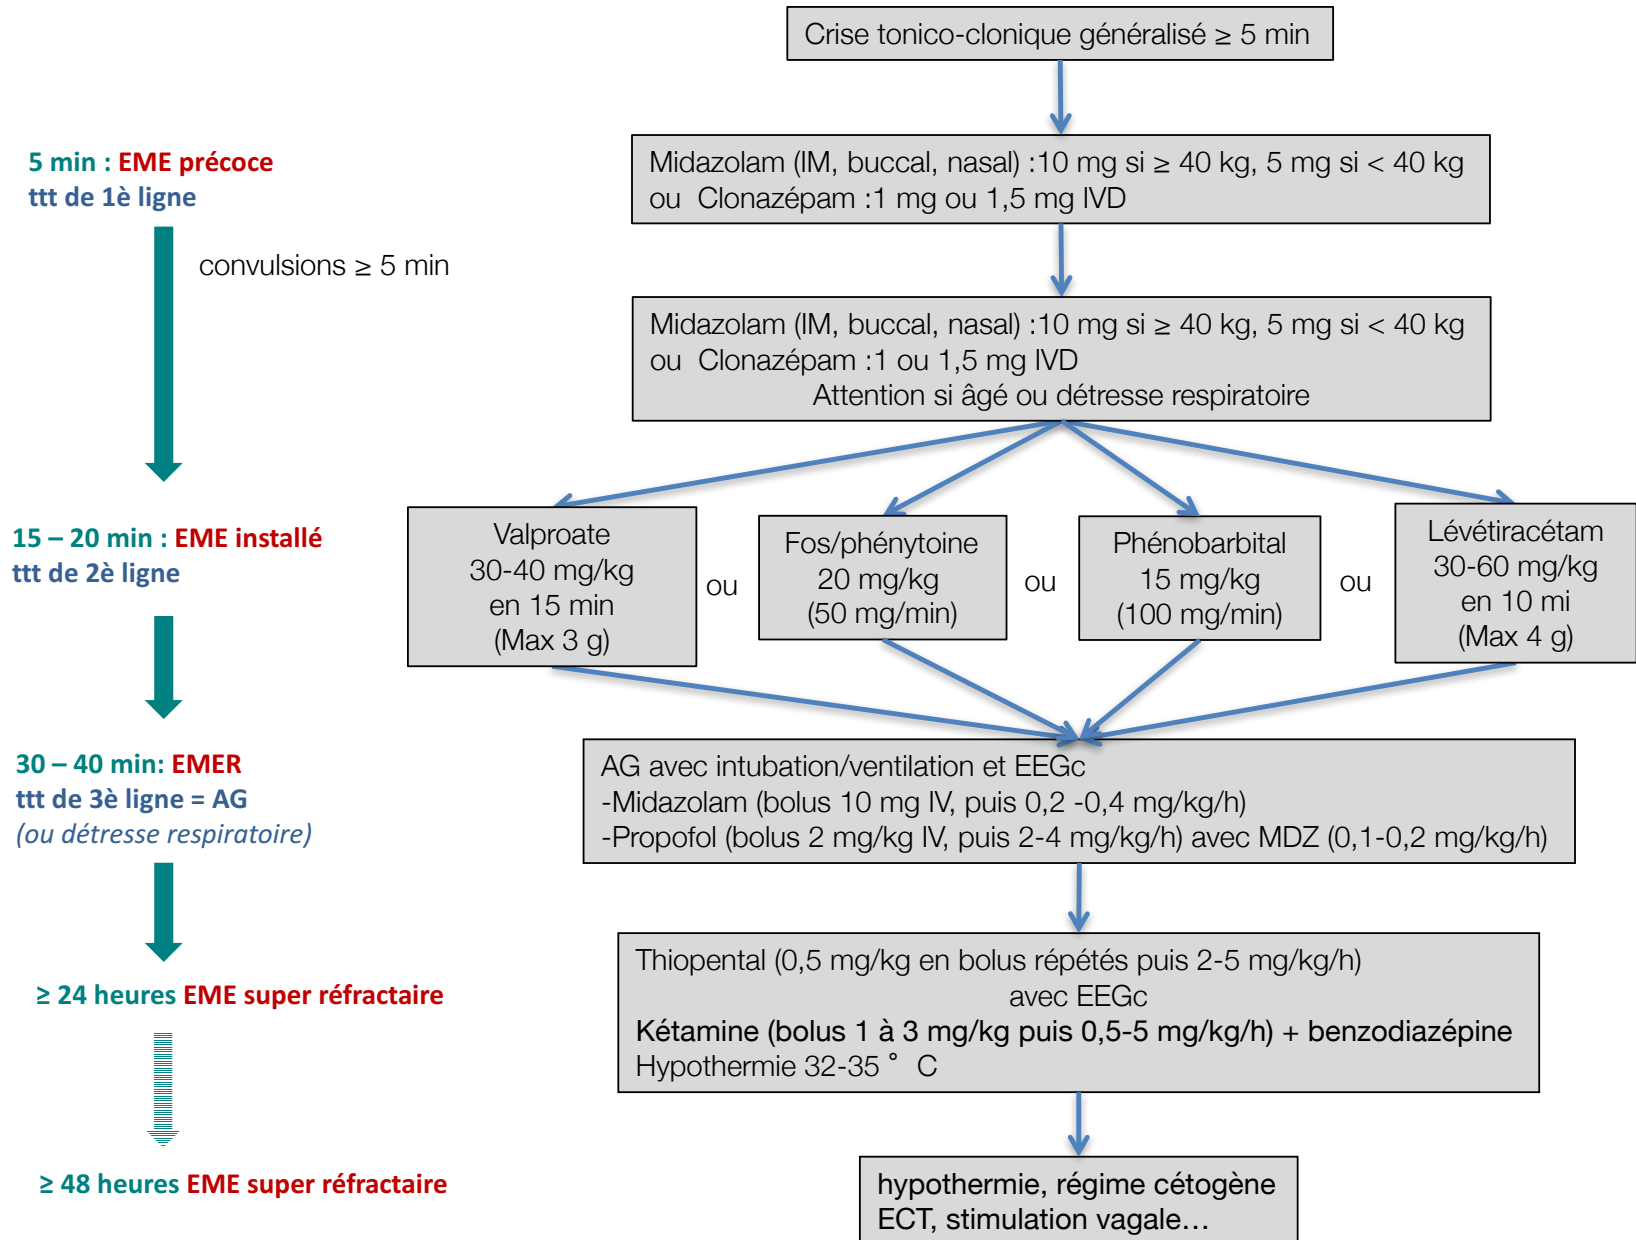 Crise tonico-clonique généralisé ≥ 5 min
5 min : EME précoce
ttt de 1è ligne
Midazolam (IM, buccal, nasal) :10 mg si ≥ 40 kg, 5 mg si < 40 kg
ou Clonazépam :1 mg ou 1,5 mg IVD
convulsions ≥ 5 min
Midazolam (IM, buccal, nasal) :10 mg si ≥ 40 kg, 5 mg si < 40 kg
ou Clonazépam :1 ou 1,5 mg IVD
Attention si âgé ou détresse respiratoire
15 – 20 min : EME installé
ttt de 2è ligne
Valproate
30-40 mg/kg
en 15 min
(Max 3 g)
ou
Fos/phénytoine
20 mg/kg
(50 mg/min)
ou
Phénobarbital
15 mg/kg
(100 mg/min)
ou
Lévétiracétam
30-60 mg/kg
en 10 mi
(Max 4 g)
30 – 40 min: EMER
ttt de 3è ligne = AG
(ou détresse respiratoire)
AG avec intubation/ventilation et EEGc
-Midazolam (bolus 10 mg IV, puis 0,2 -0,4 mg/kg/h)
-Propofol (bolus 2 mg/kg IV, puis 2-4 mg/kg/h) avec MDZ (0,1-0,2 mg/kg/h)
≥ 24 heures EME super réfractaire
Thiopental (0,5 mg/kg en bolus répétés puis 2-5 mg/kg/h)
avec EEGc
Kétamine (bolus 1 à 3 mg/kg puis 0,5-5 mg/kg/h) + benzodiazépine
Hypothermie 32-35 ° C
≥ 48 heures EME super réfractaire
hypothermie, régime cétogène
ECT, stimulation vagale…